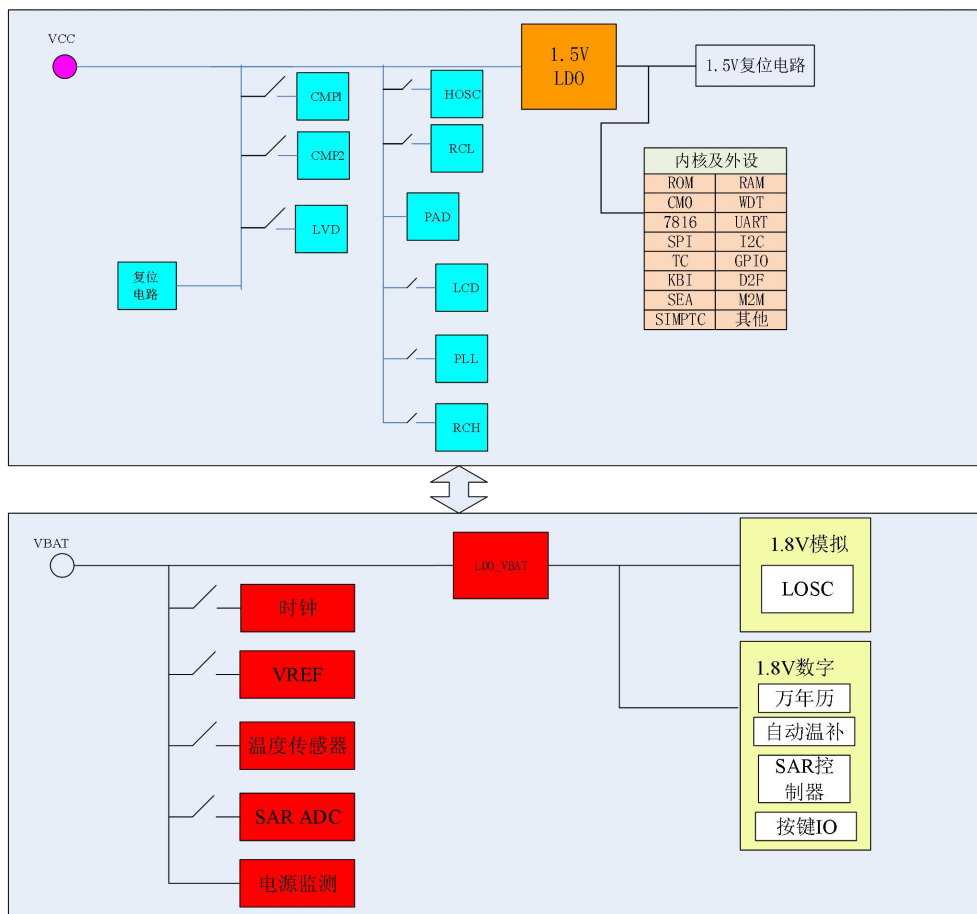 VCC
1.5V
LDO
1.5V复位电路
CMP1
HOSC
CMP2
RCL
LVD
PAD
复位
电路
LCD
PLL
RCH
内核及外设
ROM RAM
CM0 WDT
7816 UART
SPI I2C
TC GPIO
KBI D2F
SEA M2M
SIMPTC 其他
VBAT
LDO_VBAT
时钟
VREF
温度传感器
SAR ADC
电源监测
1.8V模拟
LOSC
1.8V数字
万年历
自动温补
SAR控
制器
按键IO